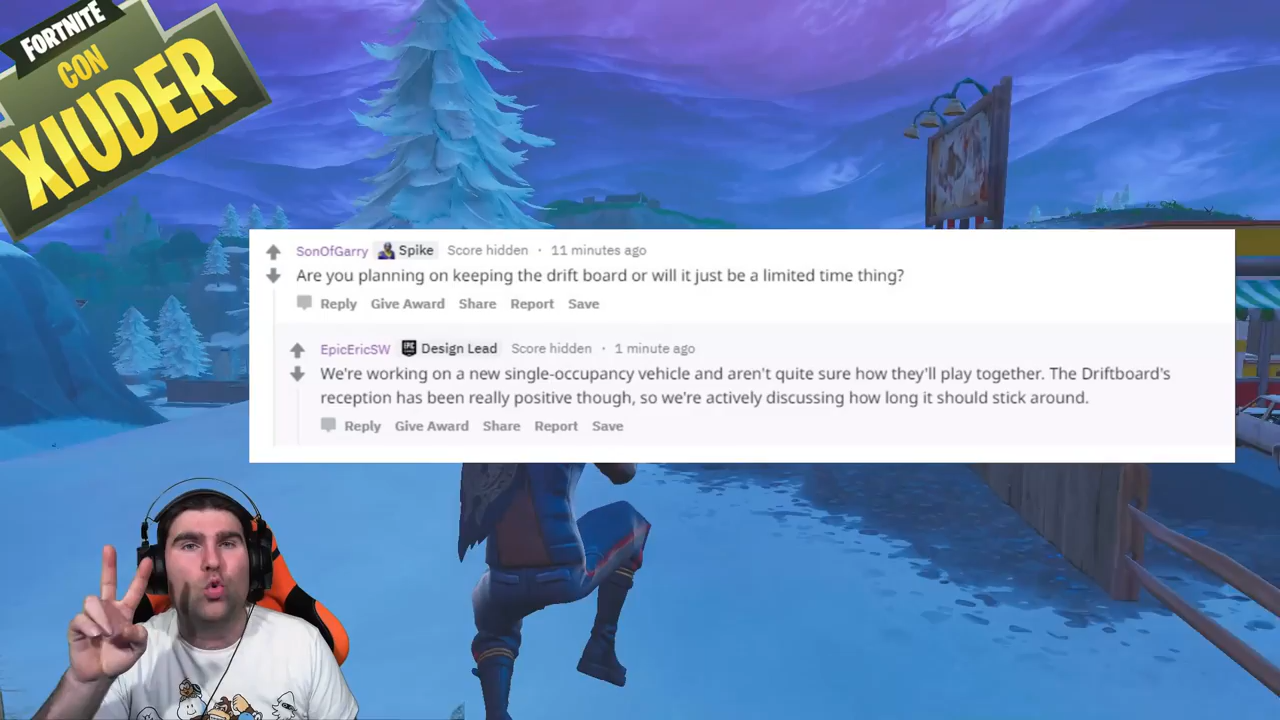 FORTNITE
CON
XIUDER
SonOfGarry Spike Score hidden · 11 minutes ago
Are you planning on keeping the drift board or will it just be a limited time thing?
Reply Give Award Share Report Save
EpicEricSW EPIC GAMES Design Lead Score hidden · 1 minute ago
We're working on a new single-occupancy vehicle and aren't quite sure how they'll play together. The Driftboard's
reception has been really positive though, so we're actively discussing how long it should stick around.
Reply Give Award Share Report Save